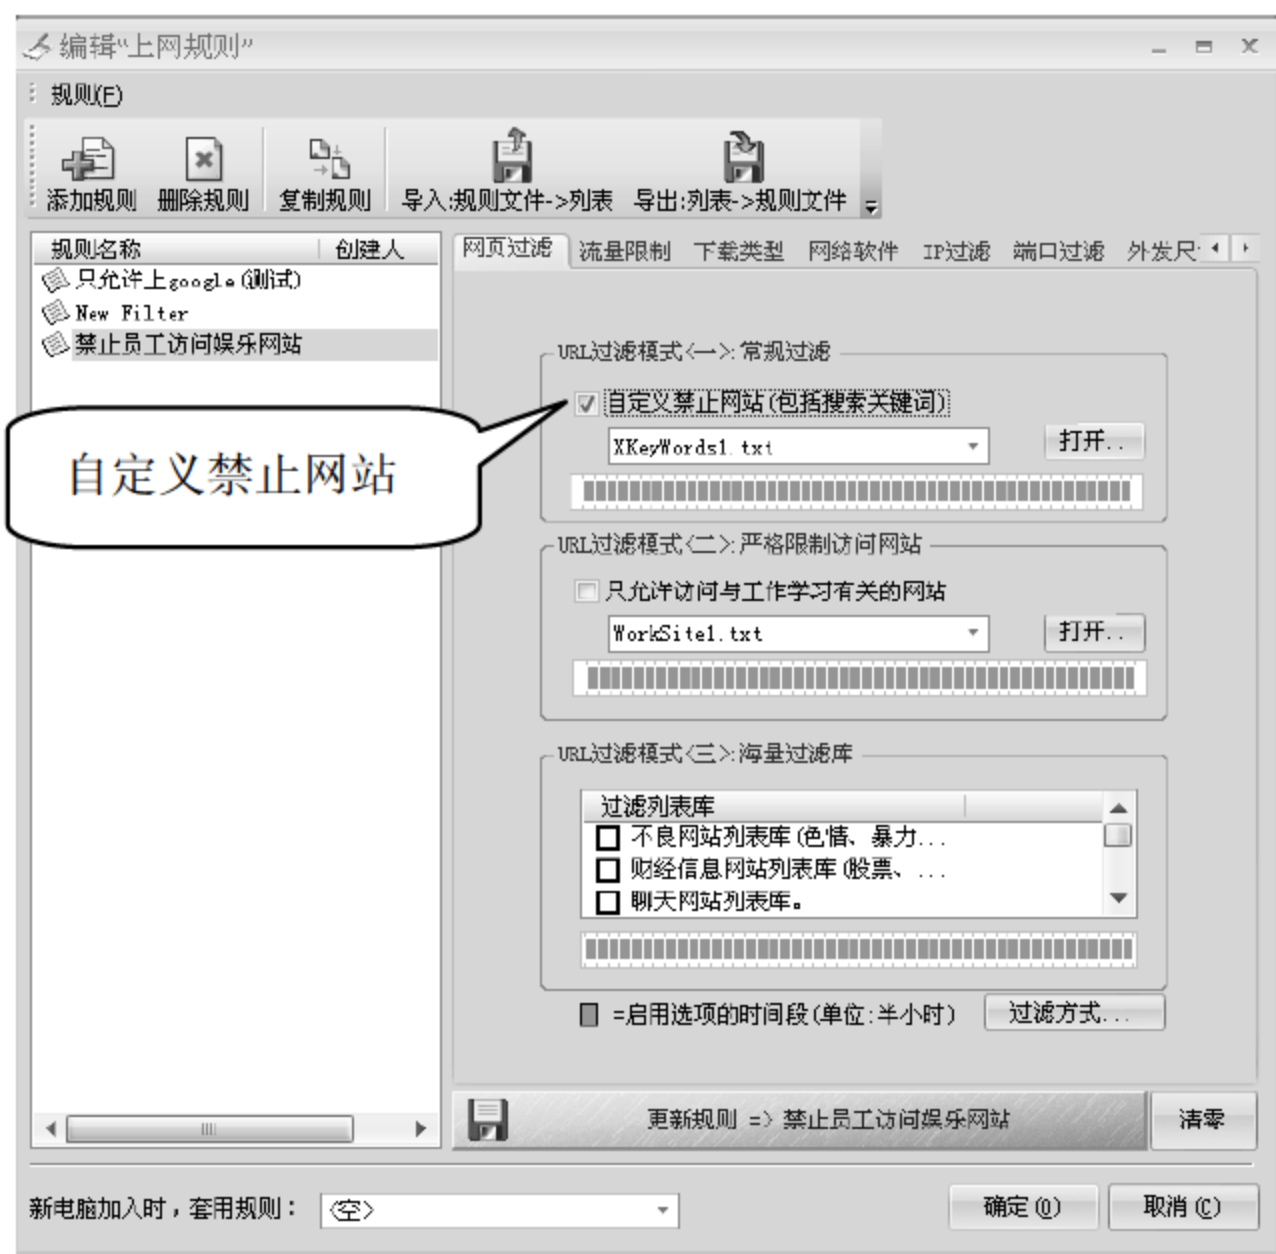 编辑“上网规则”
规则(F)
添加规则 删除规则 复制规则 导入:规则文件->列表 导出:列表->规则文件
规则名称 创建人
只允许上google(测试)
New Filter
禁止员工访问娱乐网站
自定义禁止网站
网页过滤 流量限制 下载类型 网络软件 IP过滤 端口过滤 外发尺
URL过滤模式<一>:常规过滤
自定义禁止网站(包括搜索关键词)
XKeyWords1.txt 打开..
URL过滤模式<二>:严格限制访问网站
只允许访问与工作学习有关的网站
WorkSite1.txt 打开..
URL过滤模式<三>:海量过滤库
过滤列表库
不良网站列表库(色情、暴力...
财经信息网站列表库(股票、...
聊天网站列表库。
=启用选项的时间段(单位:半小时) 过滤方式...
更新规则 => 禁止员工访问娱乐网站 清零
新电脑加入时,套用规则: <空> 确定(O) 取消(C)